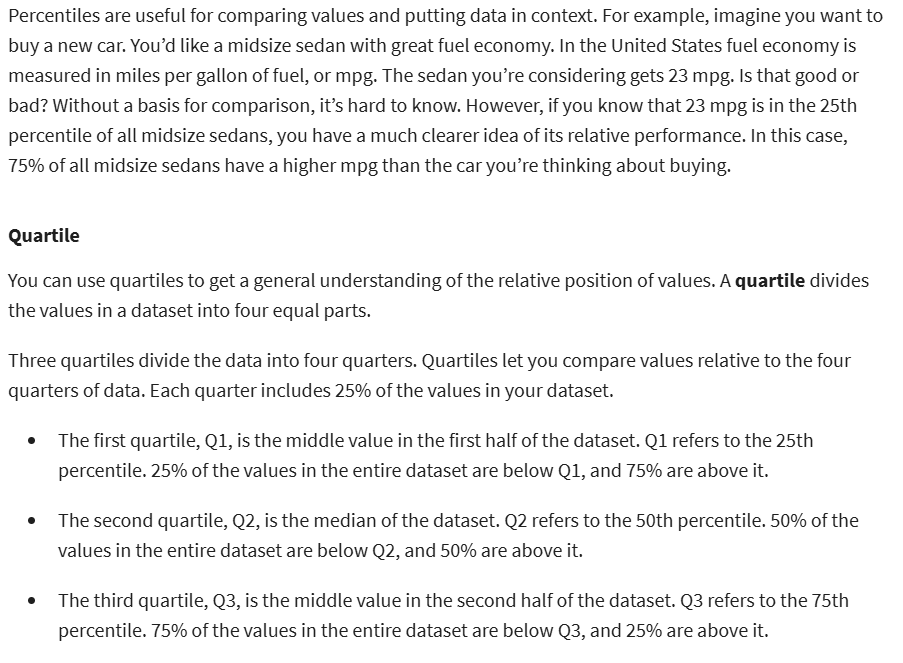 Percentiles are useful for comparing values and putting data in context. For example, imagine you want to
buy a new car. You’d like a midsize sedan with great fuel economy. In the United States fuel economy is
measured in miles per gallon of fuel, or mpg. The sedan you’re considering gets 23 mpg. Is that good or
bad? Without a basis for comparison, it’s hard to know. However, if you know that 23 mpg is in the 25th
percentile of all midsize sedans, you have a much clearer idea of its relative performance. In this case,
75% of all midsize sedans have a higher mpg than the car you’re thinking about buying.
Quartile
You can use quartiles to get a general understanding of the relative position of values. A quartile divides
the values in a dataset into four equal parts.
Three quartiles divide the data into four quarters. Quartiles let you compare values relative to the four
quarters of data. Each quarter includes 25% of the values in your dataset.
• The first quartile, Q1, is the middle value in the first half of the dataset. Q1 refers to the 25th
percentile. 25% of the values in the entire dataset are below Q1, and 75% are above it.
• The second quartile, Q2, is the median of the dataset. Q2 refers to the 50th percentile. 50% of the
values in the entire dataset are below Q2, and 50% are above it.
• The third quartile, Q3, is the middle value in the second half of the dataset. Q3 refers to the 75th
percentile. 75% of the values in the entire dataset are below Q3, and 25% are above it.